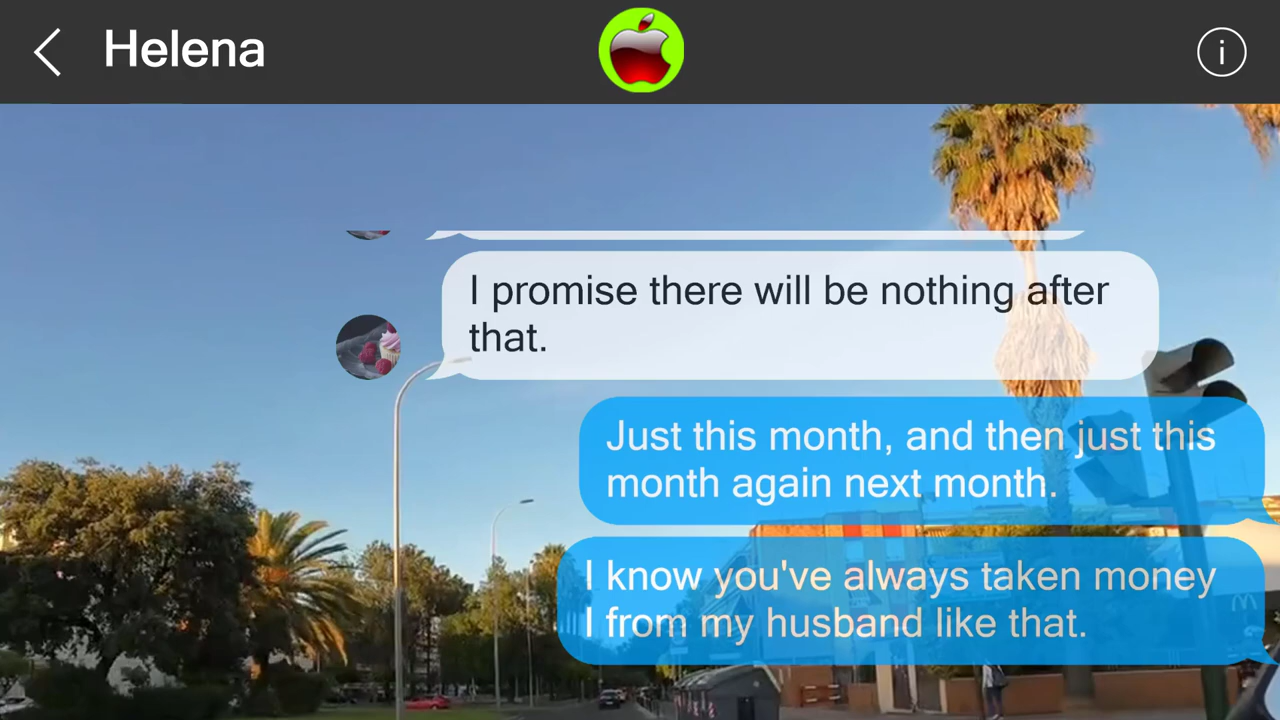 Helena
I promise there will be nothing after
that.
Just this month, and then just this
month again next month.
I know you've always taken money
I from my husband like that.